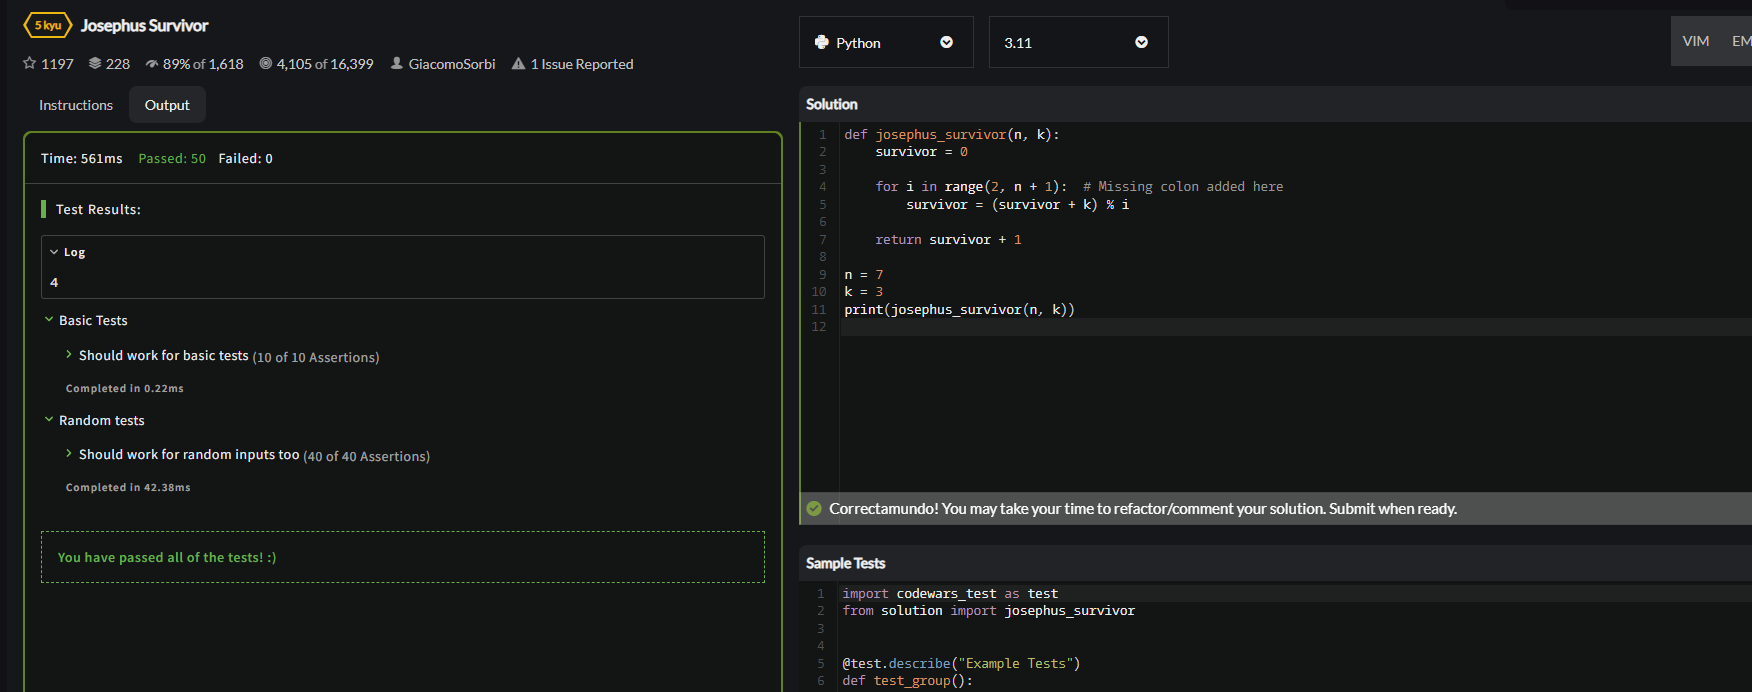 5 kyu Josephus Survivor
1197 228 89% of 1,618 4,105 of 16,399 GiacomoSorbi 1 Issue Reported
Instructions Output
Time: 561ms Passed: 50 Failed: 0
Test Results:
Log
4
Basic Tests
Should work for basic tests (10 of 10 Assertions)
Completed in 0.22ms
Random tests
Should work for random inputs too (40 of 40 Assertions)
Completed in 42.38ms
You have passed all of the tests! :)
Python 3.11 VIM EM
Solution
1 def josephus_survivor(n, k):
2 survivor = 0
3
4 for i in range(2, n + 1): # Missing colon added here
5 survivor = (survivor + k) % i
6
7 return survivor + 1
8
9 n = 7
10 k = 3
11 print(josephus_survivor(n, k))
12
Correctamundo! You may take your time to refactor/comment your solution. Submit when ready.
Sample Tests
1 import codewars_test as test
2 from solution import josephus_survivor
3
4
5 @test.describe("Example Tests")
6 def test_group():